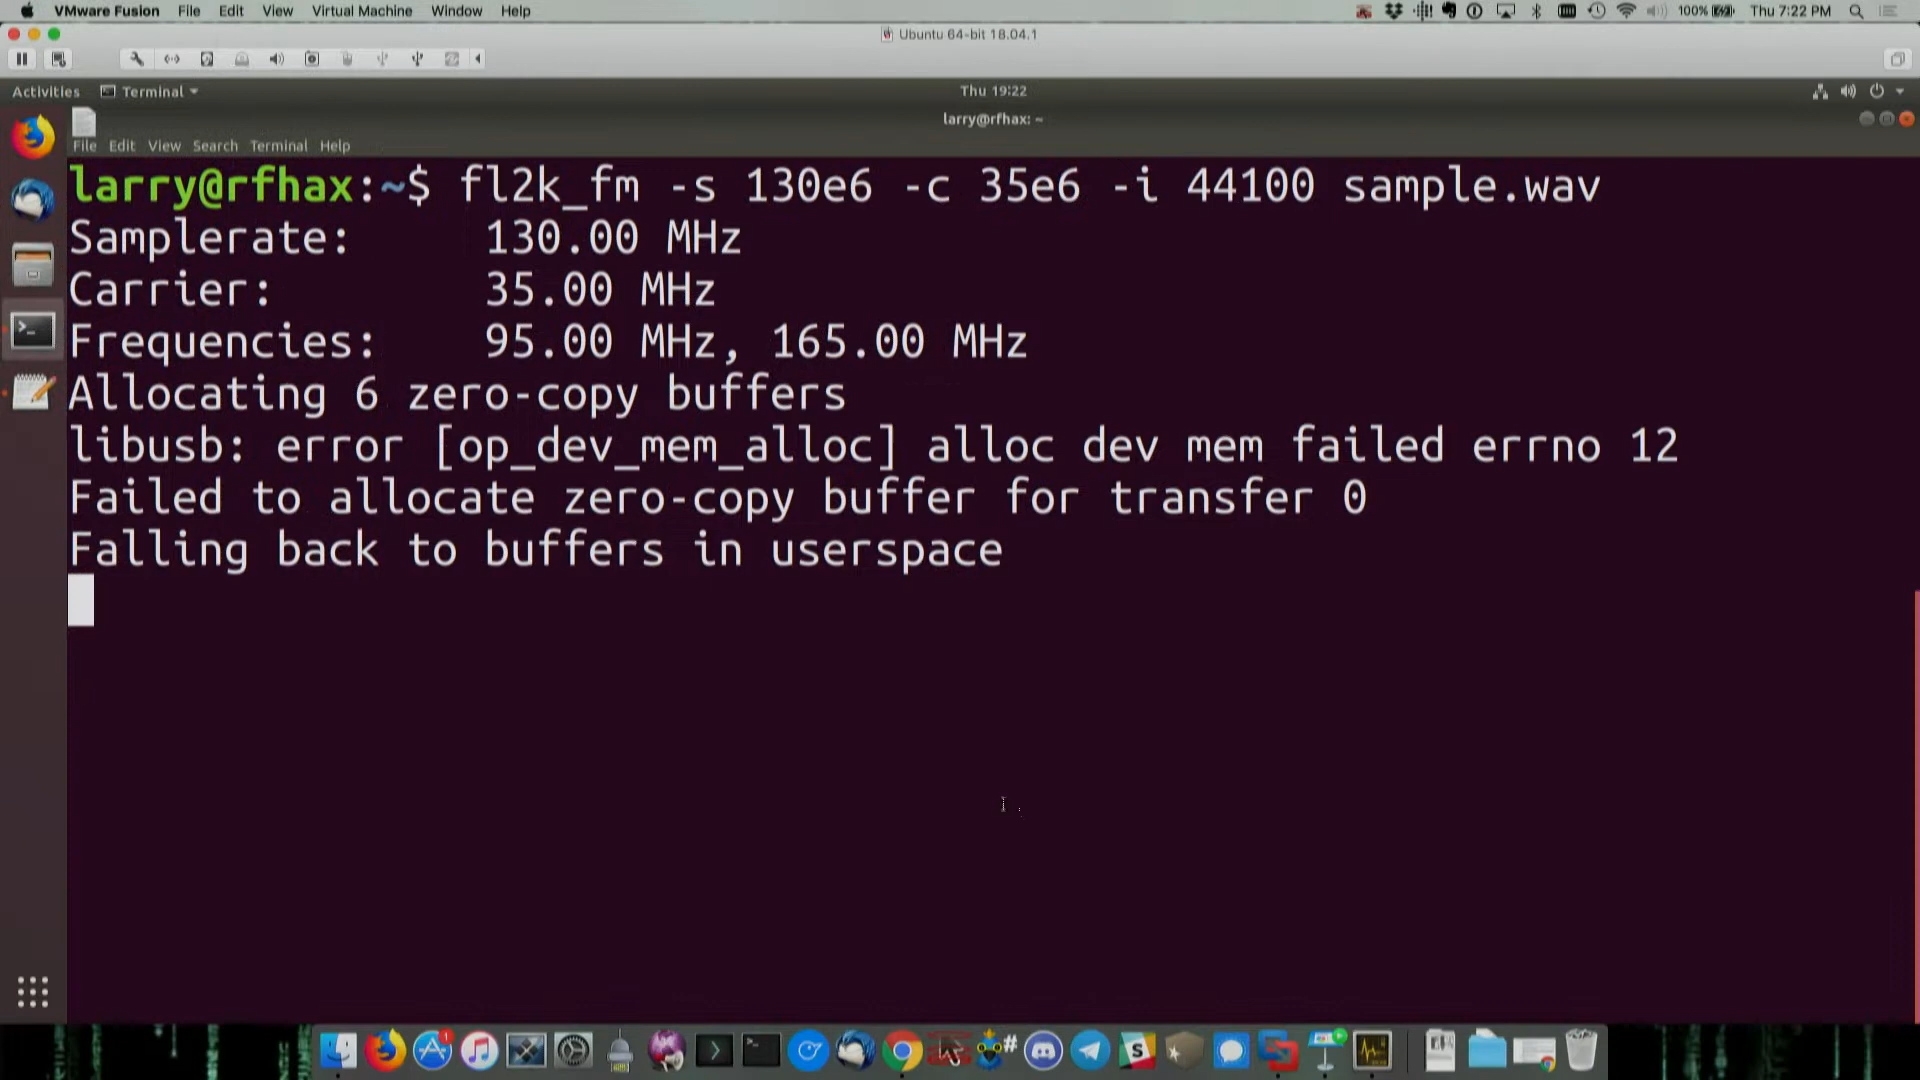 VMware Fusion File Edit View Virtual Machine Window Help 100% Thu 7:22 PM
Ubuntu 64-bit 18.04.1
Activities Terminal Thu 19:22
larry@rfhax: ~
File Edit View Search Terminal Help
larry@rfhax:~$ fl2k_fm -s 130e6 -c 35e6 -i 44100 sample.wav
Samplerate: 130.00 MHz
Carrier: 35.00 MHz
Frequencies: 95.00 MHz, 165.00 MHz
Allocating 6 zero-copy buffers
libusb: error [op_dev_mem_alloc] alloc dev mem failed errno 12
Failed to allocate zero-copy buffer for transfer 0
Falling back to buffers in userspace